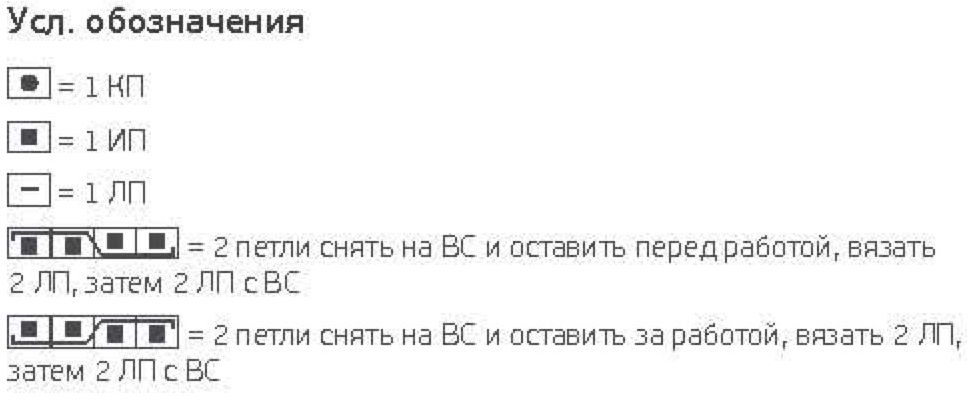 Усл. обозначения
= 1 КП
= 1 ИП
= 1 ЛП
= 2 петли снять на ВС и оставить перед работой, вязать
2 ЛП, затем 2 ЛП с ВС
= 2 петли снять на ВС и оставить за работой, вязать 2 ЛП,
затем 2 ЛП с ВС